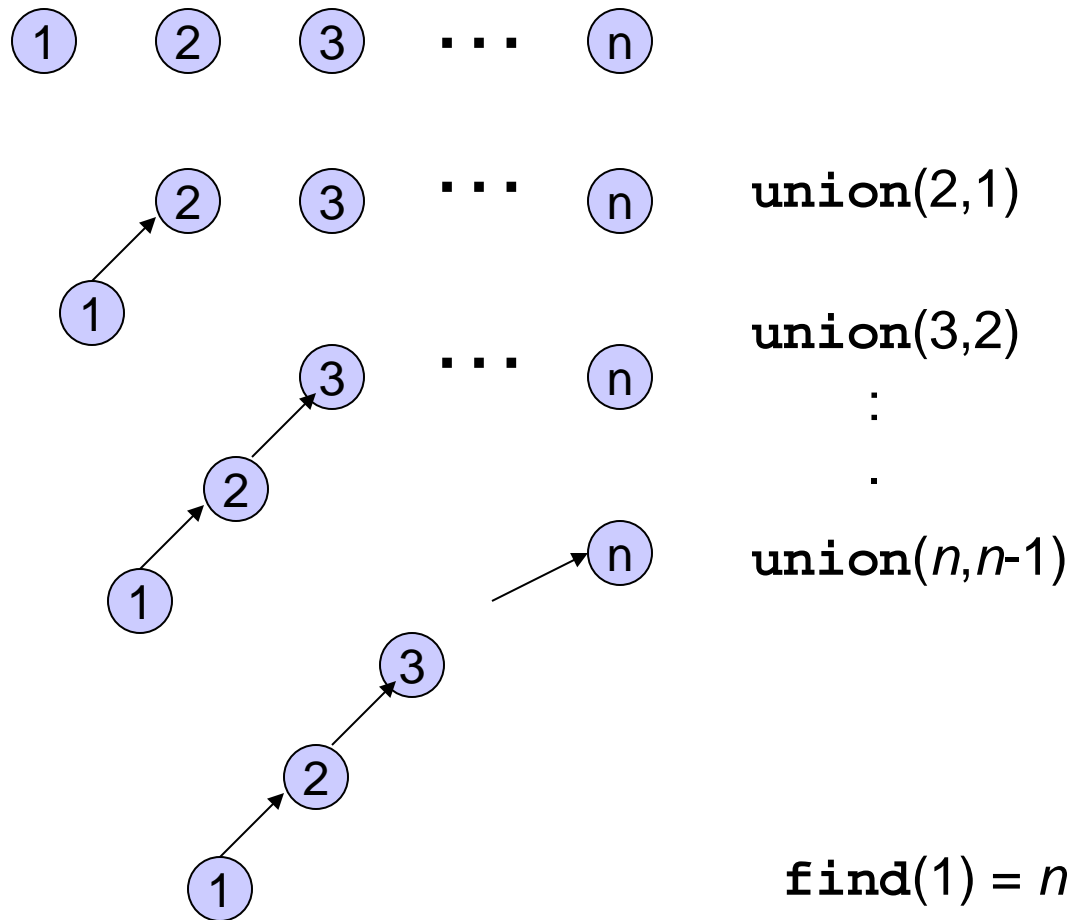 1 2 3 ... n
2 3 ... n union(2,1)
1
union(3,2)
3 ... n
:
2
.
n union(n,n-1)
1
3
2
1
find(1) = n